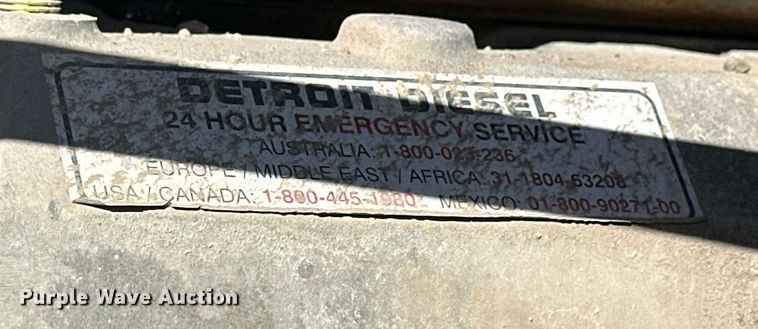 DETROIT DIESEL
24 HOUR EMERGENCY SERVICE
AUSTRALIA: 1-800-023-236
EUROPE / MIDDLE EAST / AFRICA: 31-1804-63208
USA / CANADA: 1-800-445-1980 MEXICO: 01-800-90271-00
Purple Wave Auction